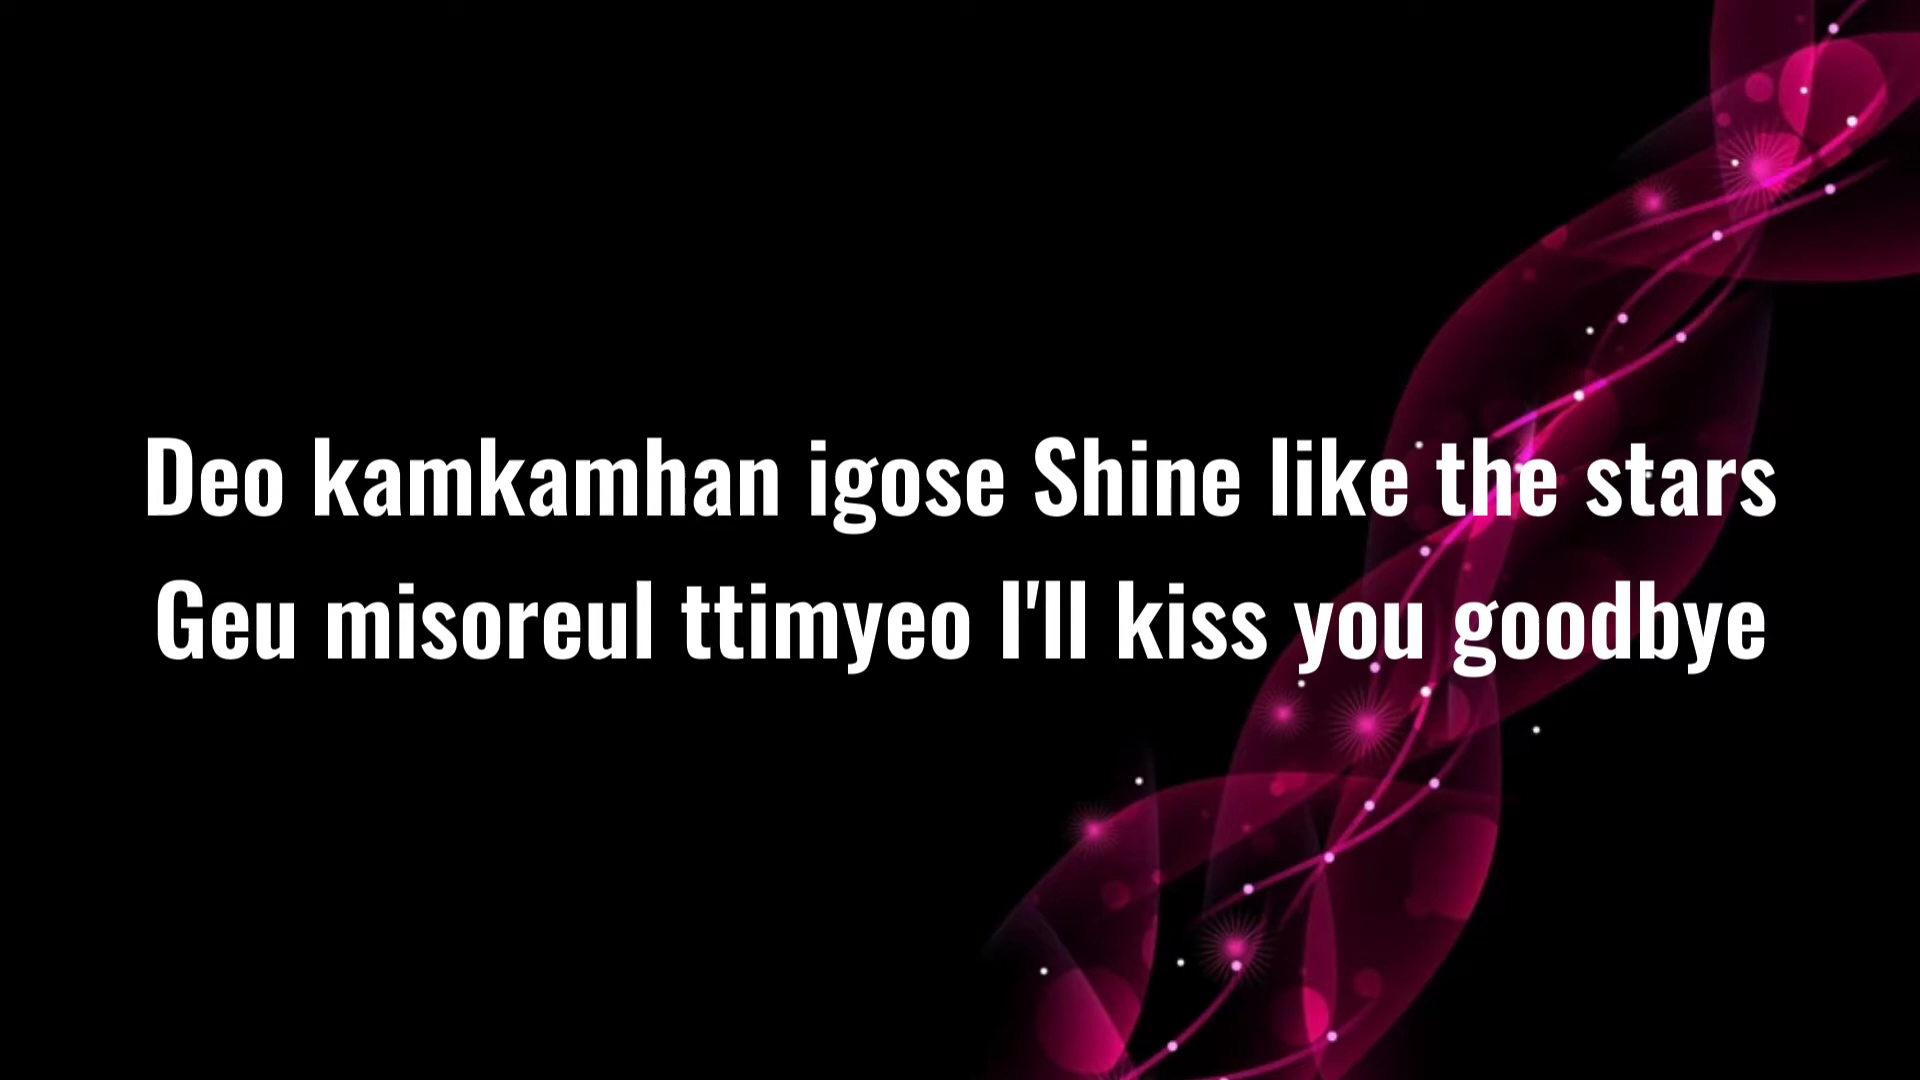 Deo kamkamhan igose Shine like the stars
Geu misoreul ttimyeo I'll kiss you goodbye